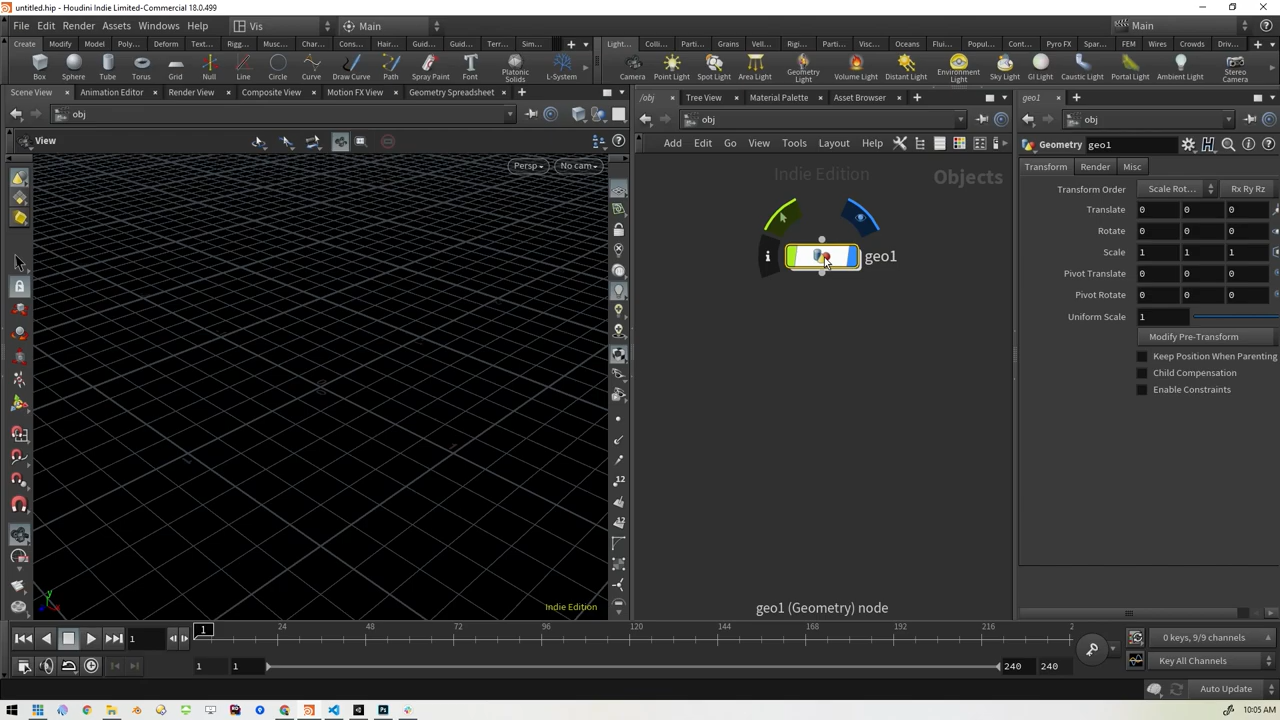 untitled.hip - Houdini Indie Limited-Commercial 18.0.499
File Edit Render Assets Windows Help Vis Main Main
Create Modify Model Poly... Deform Text... Rigg... Musc... Char... Cons... Hair... Guid... Guid... Terr... Sim... Light... Colli... Parti... Grains Vell... Rigi... Parti... Visc... Oceans Flui... Popul... Cont... Pyro FX Spar... FEM Wires Crowds Driv...
Box Sphere Tube Torus Grid Null Line Circle Curve Draw Curve Path Spray Paint Font Platonic Solids L-System Camera Point Light Spot Light Area Light Geometry Light Volume Light Distant Light Environment Light Sky Light GI Light Caustic Light Portal Light Ambient Light Stereo Camera
Scene View Animation Editor Render View Composite View Motion FX View Geometry Spreadsheet /obj Tree View Material Palette Asset Browser geo1
obj obj obj
View Add Edit Go View Tools Layout Help Geometry geo1
Persp No cam Indie Edition Objects
Transform Render Misc
Transform Order Scale Rot... Rx Ry Rz
Translate 0 0 0
Rotate 0 0 0
Scale 1 1 1
geo1
Pivot Translate 0 0 0
Pivot Rotate 0 0 0
Uniform Scale 1
Modify Pre-Transform
Keep Position When Parenting
Child Compensation
Enable Constraints
12
12
y
Indie Edition
geo1 (Geometry) node
1 1 24 48 72 96 120 144 168 192 216 2
0 keys, 9/9 channels
1 1 240 240 Key All Channels
Auto Update
10:05 AM